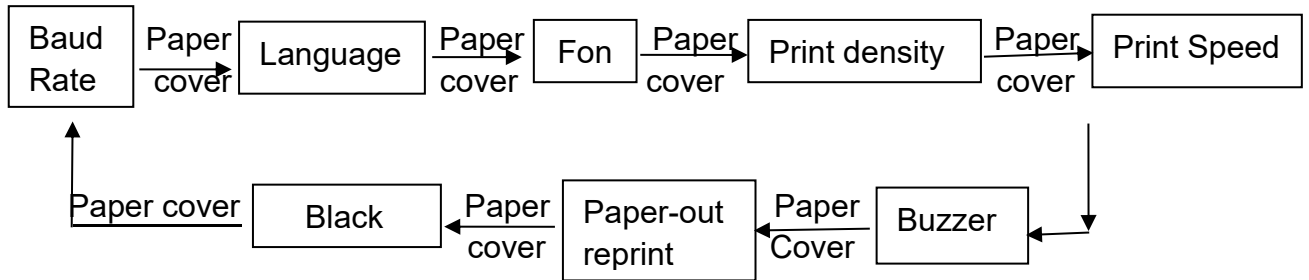 Baud
Rate
Paper
cover
Language
Paper
cover
Fon
Paper
cover
Print density
Paper
cover
Print Speed
Paper cover
Black
Paper
cover
Paper-out
reprint
Paper
Cover
Buzzer